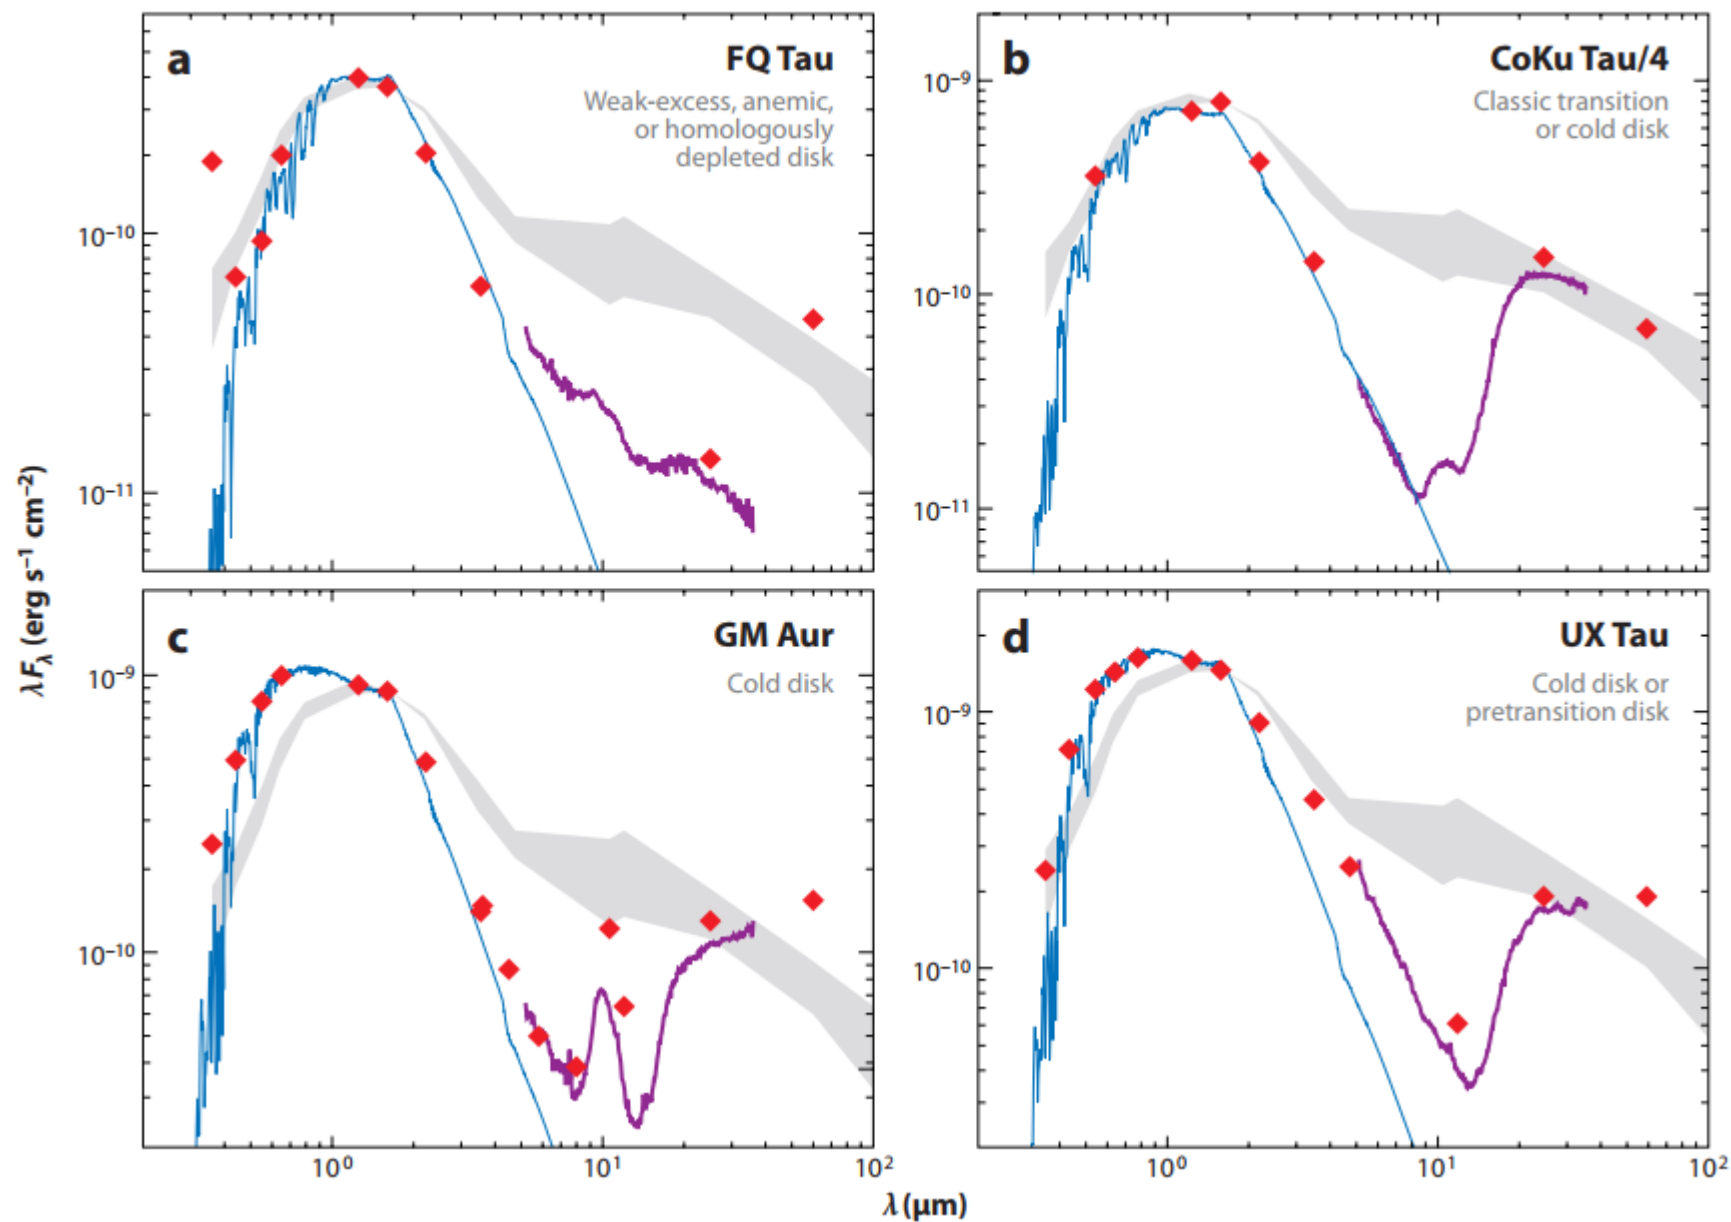 a
FQ Tau
Weak-excess, anemic,
or homologously
depleted disk
10⁻¹⁰
10⁻¹¹
b
CoKu Tau/4
Classic transition
or cold disk
10⁻⁹
10⁻¹⁰
10⁻¹¹
λFλ (erg s⁻¹ cm⁻²)
c
GM Aur
Cold disk
10⁻⁹
10⁻¹⁰
10⁰
10¹
10²
d
UX Tau
Cold disk or
pretransition disk
10⁻⁹
10⁻¹⁰
10⁰
10¹
10²
λ (μm)